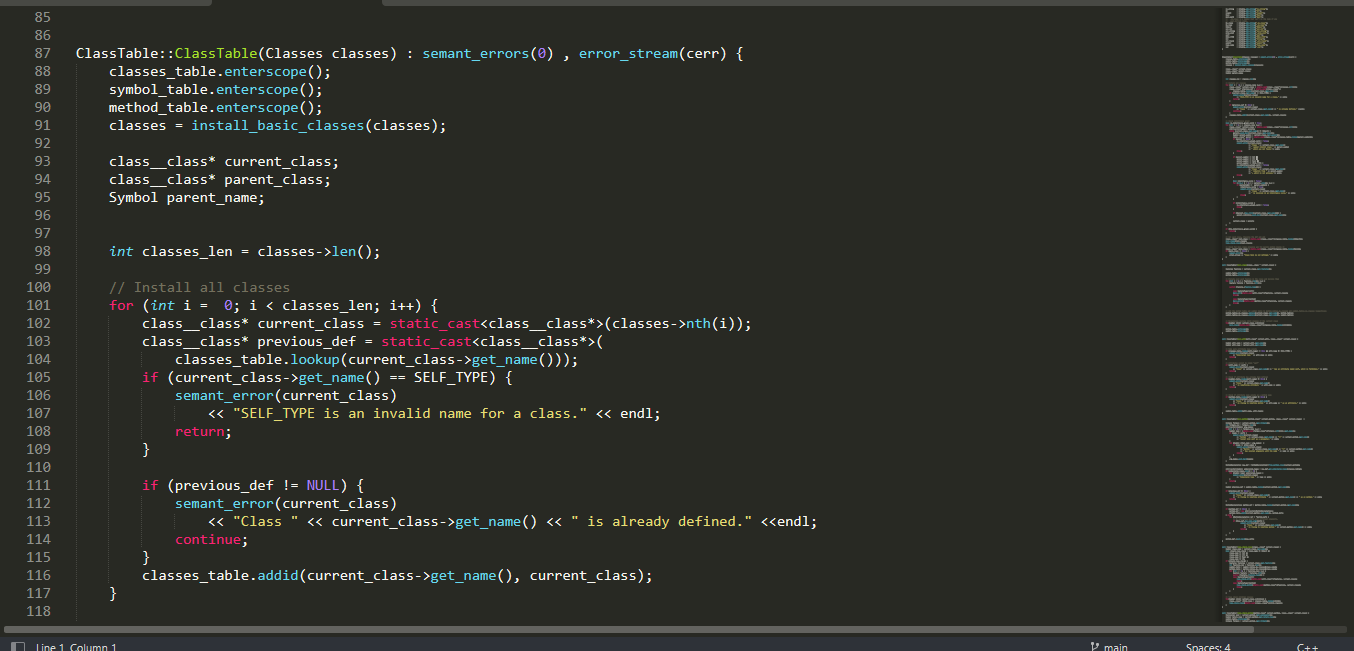 85
86
87 ClassTable::ClassTable(Classes classes) : semant_errors(0) , error_stream(cerr) {
88     classes_table.enterscope();
89     symbol_table.enterscope();
90     method_table.enterscope();
91     classes = install_basic_classes(classes);
92
93     class__class* current_class;
94     class__class* parent_class;
95     Symbol parent_name;
96
97
98     int classes_len = classes->len();
99
100     // Install all classes
101     for (int i =  0; i < classes_len; i++) {
102         class__class* current_class = static_cast<class__class*>(classes->nth(i));
103         class__class* previous_def = static_cast<class__class*>(
104             classes_table.lookup(current_class->get_name()));
105         if (current_class->get_name() == SELF_TYPE) {
106             semant_error(current_class)
107                 << "SELF_TYPE is an invalid name for a class." << endl;
108             return;
109         }
110
111         if (previous_def != NULL) {
112             semant_error(current_class)
113                 << "Class " << current_class->get_name() << " is already defined." <<endl;
114             continue;
115         }
116         classes_table.addid(current_class->get_name(), current_class);
117     }
118
Line 1, Column 1 main Spaces: 4 C++